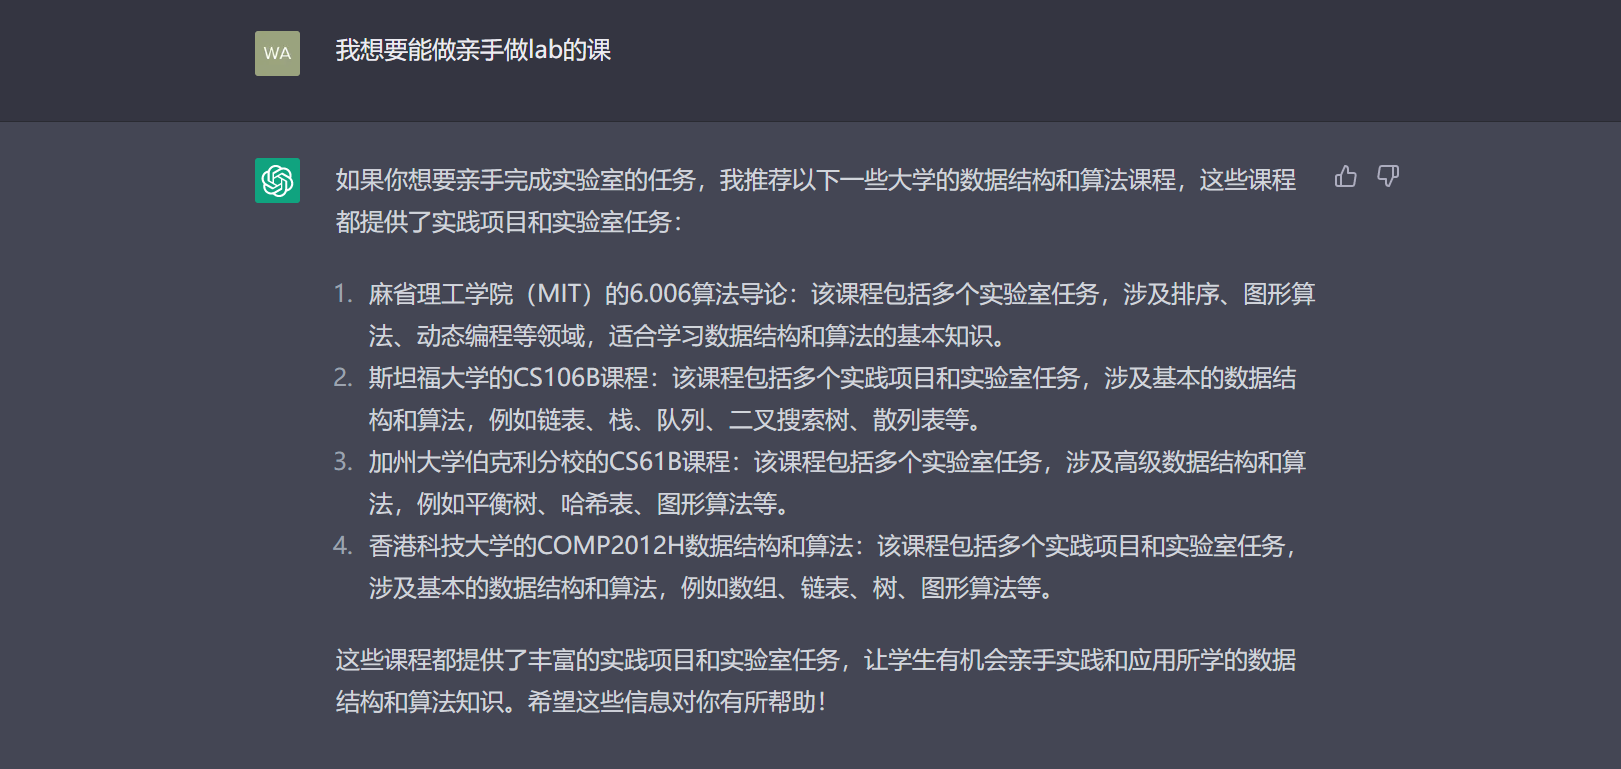 WA
我想要能做亲手做lab的课
如果你想要亲手完成实验室的任务，我推荐以下一些大学的数据结构和算法课程，这些课程
都提供了实践项目和实验室任务：
1. 麻省理工学院（MIT）的6.006算法导论：该课程包括多个实验室任务，涉及排序、图形算
法、动态编程等领域，适合学习数据结构和算法的基本知识。
2. 斯坦福大学的CS106B课程：该课程包括多个实践项目和实验室任务，涉及基本的数据结
构和算法，例如链表、栈、队列、二叉搜索树、散列表等。
3. 加州大学伯克利分校的CS61B课程：该课程包括多个实验室任务，涉及高级数据结构和算
法，例如平衡树、哈希表、图形算法等。
4. 香港科技大学的COMP2012H数据结构和算法：该课程包括多个实践项目和实验室任务，
涉及基本的数据结构和算法，例如数组、链表、树、图形算法等。
这些课程都提供了丰富的实践项目和实验室任务，让学生有机会亲手实践和应用所学的数据
结构和算法知识。希望这些信息对你有所帮助！